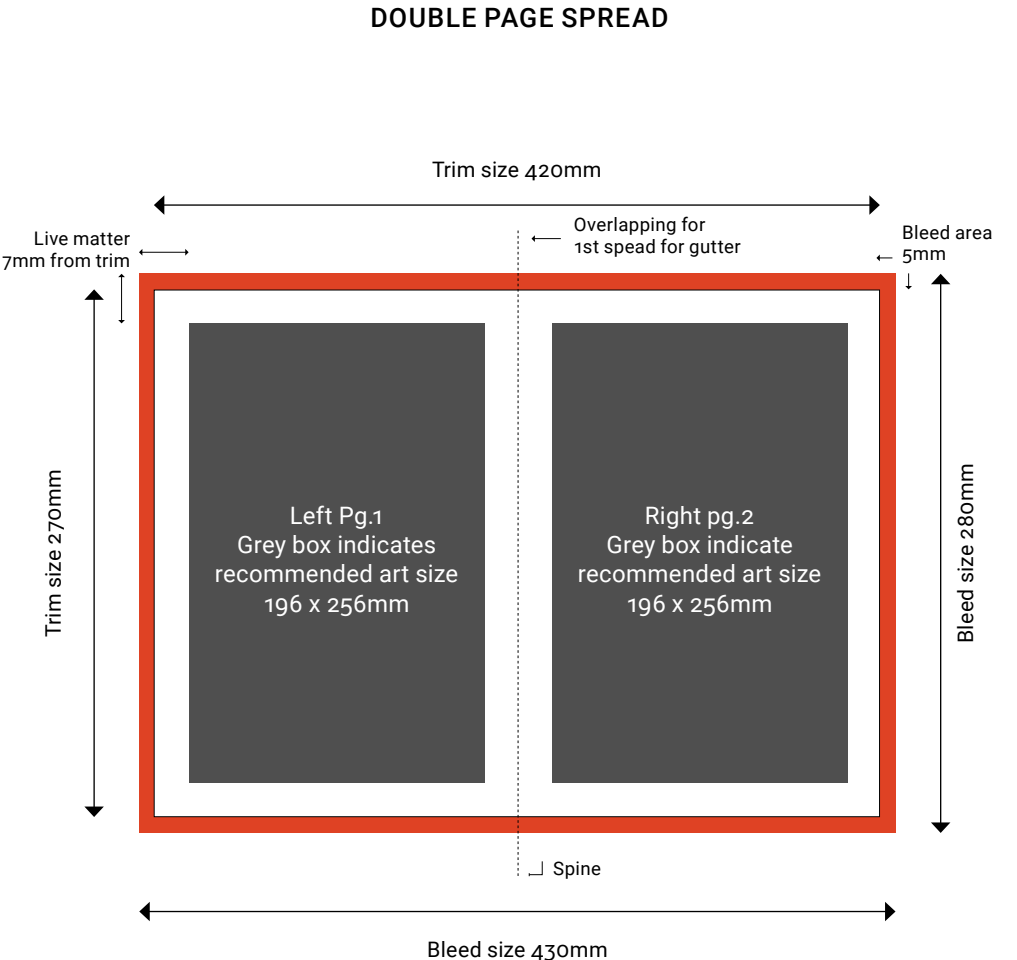 DOUBLE PAGE SPREAD
Trim size 420mm
Live matter
7mm from trim
Overlapping for
1st spead for gutter
Bleed area
5mm
Trim size 270mm
Left Pg.1
Grey box indicates
recommended art size
196 x 256mm
Right pg.2
Grey box indicate
recommended art size
196 x 256mm
Bleed size 280mm
Spine
Bleed size 430mm